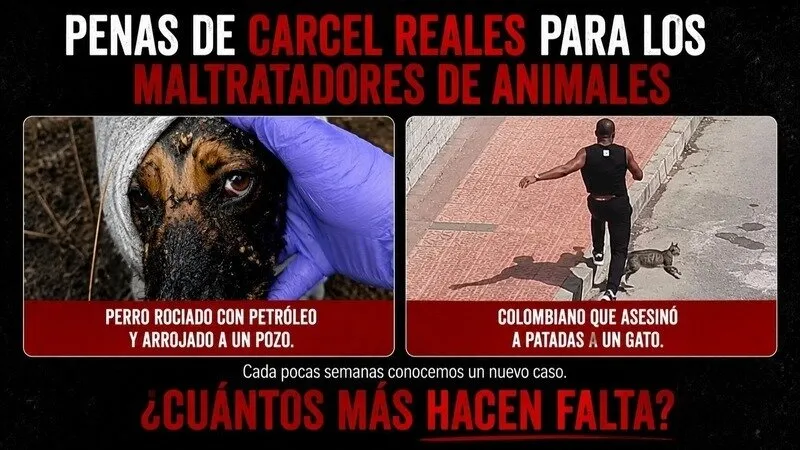 PENAS DE CARCEL REALES PARA LOS
MALTRATADORES DE ANIMALES
PERRO ROCIADO CON PETRÓLEO
Y ARROJADO A UN POZO.
COLOMBIANO QUE ASESINÓ
A PATADAS A UN GATO.
Cada pocas semanas conocemos un nuevo caso.
¿CUÁNTOS MÁS HACEN FALTA?